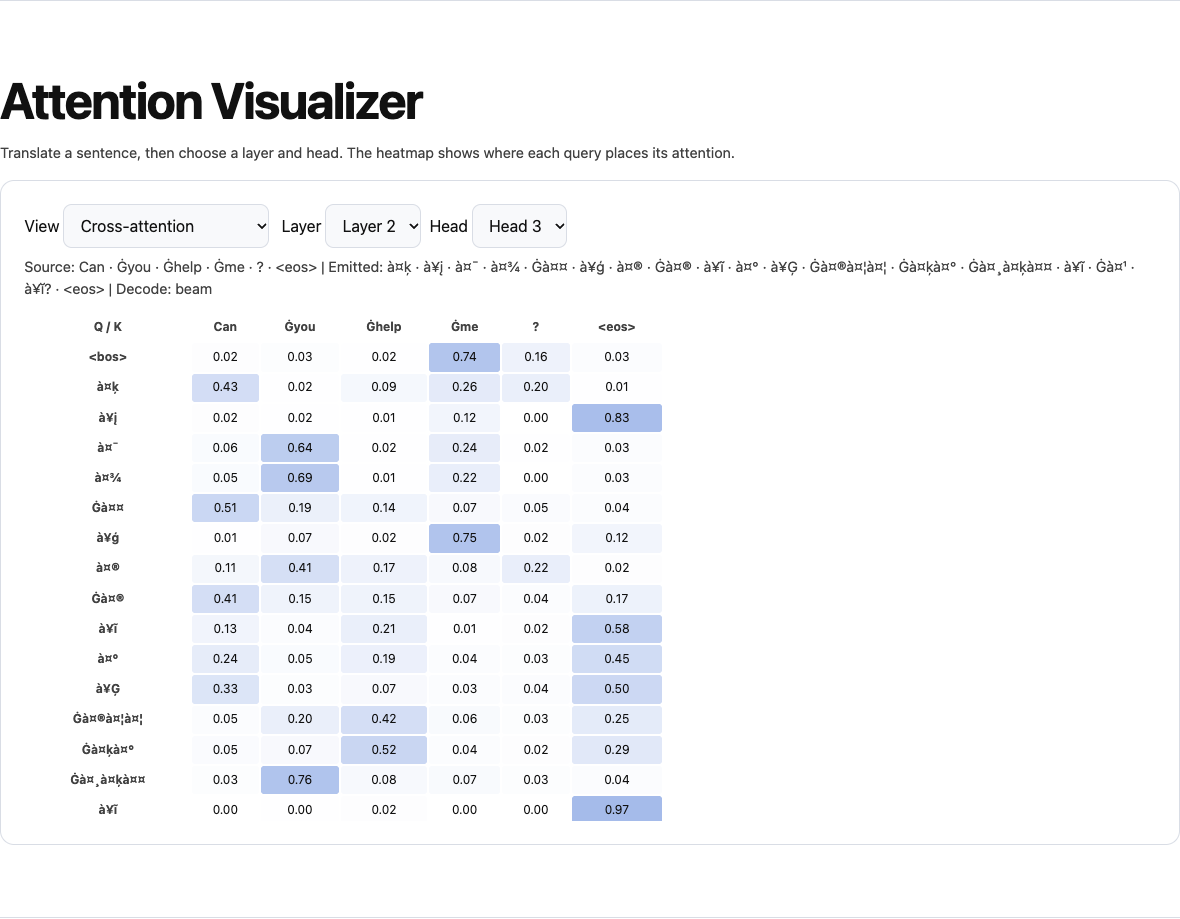 Attention Visualizer
Translate a sentence, then choose a layer and head. The heatmap shows where each query places its attention.
View Cross-attention Layer Layer 2 Head Head 3
Source: Can · Ġyou · Ġhelp · Ġme · ? · <eos> | Emitted: à¤ķ · à¥į · à¤¯ · à¤¾ · Ġà¤¤ · à¥ģ · à¤® · Ġà¤® · à¥ĩ · à¤° · à¥Ģ · Ġà¤®à¤¦à¤¦ · Ġà¤ķà¤° · Ġà¤¸à¤ķà¤¤ · à¥ĩ · Ġà¤¹ ·
à¥ĩ? · <eos> | Decode: beam
Q / K Can Ġyou Ġhelp Ġme ? <eos>
<bos> 0.02 0.03 0.02 0.74 0.16 0.03
à¤ķ 0.43 0.02 0.09 0.26 0.20 0.01
à¥į 0.02 0.02 0.01 0.12 0.00 0.83
à¤¯ 0.06 0.64 0.02 0.24 0.02 0.03
à¤¾ 0.05 0.69 0.01 0.22 0.00 0.03
Ġà¤¤ 0.51 0.19 0.14 0.07 0.05 0.04
à¥ģ 0.01 0.07 0.02 0.75 0.02 0.12
à¤® 0.11 0.41 0.17 0.08 0.22 0.02
Ġà¤® 0.41 0.15 0.15 0.07 0.04 0.17
à¥ĩ 0.13 0.04 0.21 0.01 0.02 0.58
à¤° 0.24 0.05 0.19 0.04 0.03 0.45
à¥Ģ 0.33 0.03 0.07 0.03 0.04 0.50
Ġà¤®à¤¦à¤¦ 0.05 0.20 0.42 0.06 0.03 0.25
Ġà¤ķà¤° 0.05 0.07 0.52 0.04 0.02 0.29
Ġà¤¸à¤ķà¤¤ 0.03 0.76 0.08 0.07 0.03 0.04
à¥ĩ 0.00 0.00 0.02 0.00 0.00 0.97